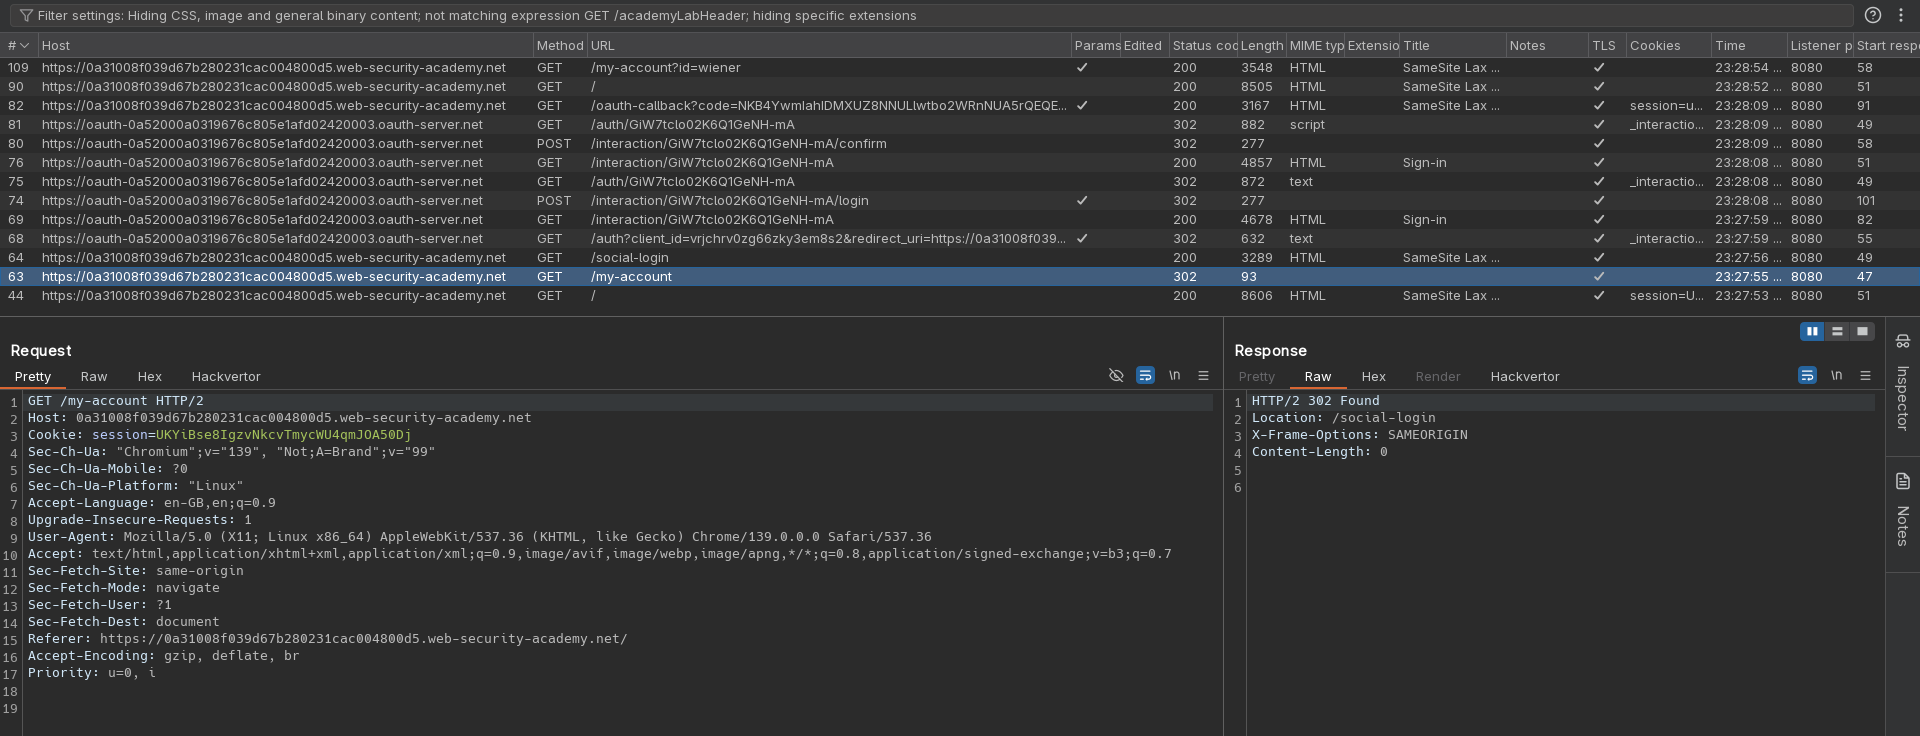 Filter settings: Hiding CSS, image and general binary content; not matching expression GET /academyLabHeader; hiding specific extensions
# Host Method URL Params Edited Status coc Length MIME typ Extensio Title Notes TLS Cookies Time Listener p Start resp
109 https://0a31008f039d67b280231cac004800d5.web-security-academy.net GET /my-account?id=wiener ✓ 200 3548 HTML SameSite Lax ... ✓ 23:28:54 ... 8080 58
90 https://0a31008f039d67b280231cac004800d5.web-security-academy.net GET / 200 8505 HTML SameSite Lax ... ✓ 23:28:52 ... 8080 51
82 https://0a31008f039d67b280231cac004800d5.web-security-academy.net GET /oauth-callback?code=NKB4YwmIahIDMXUZ8NNULlwtbo2WRnNUA5rQEQE... ✓ 200 3167 HTML SameSite Lax ... ✓ session=u... 23:28:09 ... 8080 91
81 https://oauth-0a52000a0319676c805e1afd02420003.oauth-server.net GET /auth/GiW7tclo02K6Q1GeNH-mA 302 882 script ✓ _interactio... 23:28:09 ... 8080 49
80 https://oauth-0a52000a0319676c805e1afd02420003.oauth-server.net POST /interaction/GiW7tclo02K6Q1GeNH-mA/confirm 302 277 ✓ 23:28:09 ... 8080 58
76 https://oauth-0a52000a0319676c805e1afd02420003.oauth-server.net GET /interaction/GiW7tclo02K6Q1GeNH-mA 200 4857 HTML Sign-in ✓ 23:28:08 ... 8080 51
75 https://oauth-0a52000a0319676c805e1afd02420003.oauth-server.net GET /auth/GiW7tclo02K6Q1GeNH-mA 302 872 text ✓ _interactio... 23:28:08 ... 8080 49
74 https://oauth-0a52000a0319676c805e1afd02420003.oauth-server.net POST /interaction/GiW7tclo02K6Q1GeNH-mA/login ✓ 302 277 ✓ 23:28:08 ... 8080 101
69 https://oauth-0a52000a0319676c805e1afd02420003.oauth-server.net GET /interaction/GiW7tclo02K6Q1GeNH-mA 200 4678 HTML Sign-in ✓ 23:27:59 ... 8080 82
68 https://oauth-0a52000a0319676c805e1afd02420003.oauth-server.net GET /auth?client_id=vrjchrv0zg66zky3em8s2&redirect_uri=https://0a31008f039... ✓ 302 632 text ✓ _interactio... 23:27:59 ... 8080 55
64 https://0a31008f039d67b280231cac004800d5.web-security-academy.net GET /social-login 200 3289 HTML SameSite Lax ... ✓ 23:27:56 ... 8080 49
63 https://0a31008f039d67b280231cac004800d5.web-security-academy.net GET /my-account 302 93 ✓ 23:27:55 ... 8080 47
44 https://0a31008f039d67b280231cac004800d5.web-security-academy.net GET / 200 8606 HTML SameSite Lax ... ✓ session=U... 23:27:53 ... 8080 51
Request
Pretty Raw Hex Hackvertor \n
1 GET /my-account HTTP/2
2 Host: 0a31008f039d67b280231cac004800d5.web-security-academy.net
3 Cookie: session=UKYiBse8IgzvNkcvTmycWU4qmJOA50Dj
4 Sec-Ch-Ua: "Chromium";v="139", "Not;A=Brand";v="99"
5 Sec-Ch-Ua-Mobile: ?0
6 Sec-Ch-Ua-Platform: "Linux"
7 Accept-Language: en-GB,en;q=0.9
8 Upgrade-Insecure-Requests: 1
9 User-Agent: Mozilla/5.0 (X11; Linux x86_64) AppleWebKit/537.36 (KHTML, like Gecko) Chrome/139.0.0.0 Safari/537.36
10 Accept: text/html,application/xhtml+xml,application/xml;q=0.9,image/avif,image/webp,image/apng,*/*;q=0.8,application/signed-exchange;v=b3;q=0.7
11 Sec-Fetch-Site: same-origin
12 Sec-Fetch-Mode: navigate
13 Sec-Fetch-User: ?1
14 Sec-Fetch-Dest: document
15 Referer: https://0a31008f039d67b280231cac004800d5.web-security-academy.net/
16 Accept-Encoding: gzip, deflate, br
17 Priority: u=0, i
18
19
Response
Pretty Raw Hex Render Hackvertor \n
1 HTTP/2 302 Found
2 Location: /social-login
3 X-Frame-Options: SAMEORIGIN
4 Content-Length: 0
5
6
Inspector
Notes